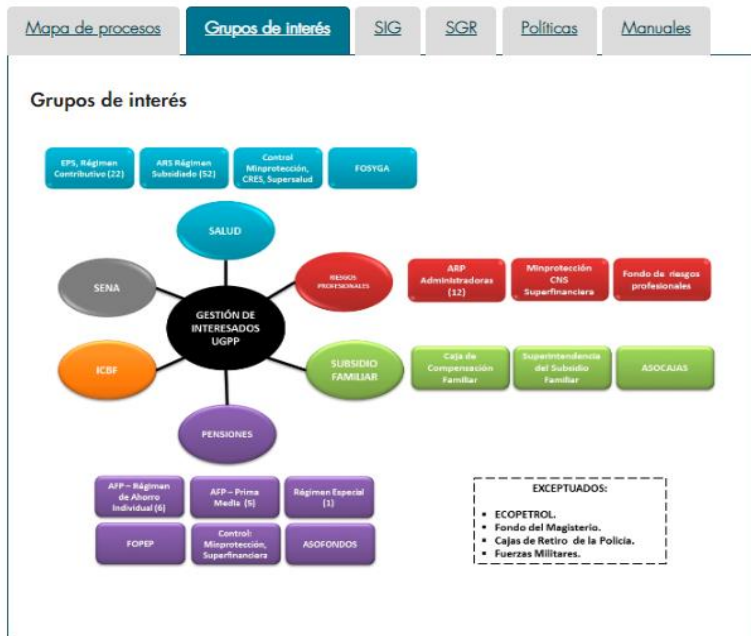 Mapa de procesos
Grupos de interés
SIG
SGR
Políticas
Manuales
Grupos de interés
EPS, Régimen
Contributivo (22)
ARS Régimen
Subsidiado (52)
Control
Minprotección,
CRES, Supersalud
FOSYGA
SALUD
SENA
RIESGOS
PROFESIONALES
ARP
Administradoras
(12)
Minprotección
CNS
Superfinanciera
Fondo de riesgos
profesionales
GESTIÓN DE
INTERESADOS
UGPP
ICBF
SUBSIDIO
FAMILIAR
Caja de
Compensación
Familiar
Superintendencia
del Subsidio
Familiar
ASOCAJAS
PENSIONES
AFP – Régimen
de Ahorro
Individual (6)
AFP – Prima
Media (5)
Régimen Especial
(1)
FOPEP
Control:
Minprotección,
Superfinanciera
ASOFONDOS
EXCEPTUADOS:
▪ ECOPETROL.
▪ Fondo del Magisterio.
▪ Cajas de Retiro de la Policía.
▪ Fuerzas Militares.